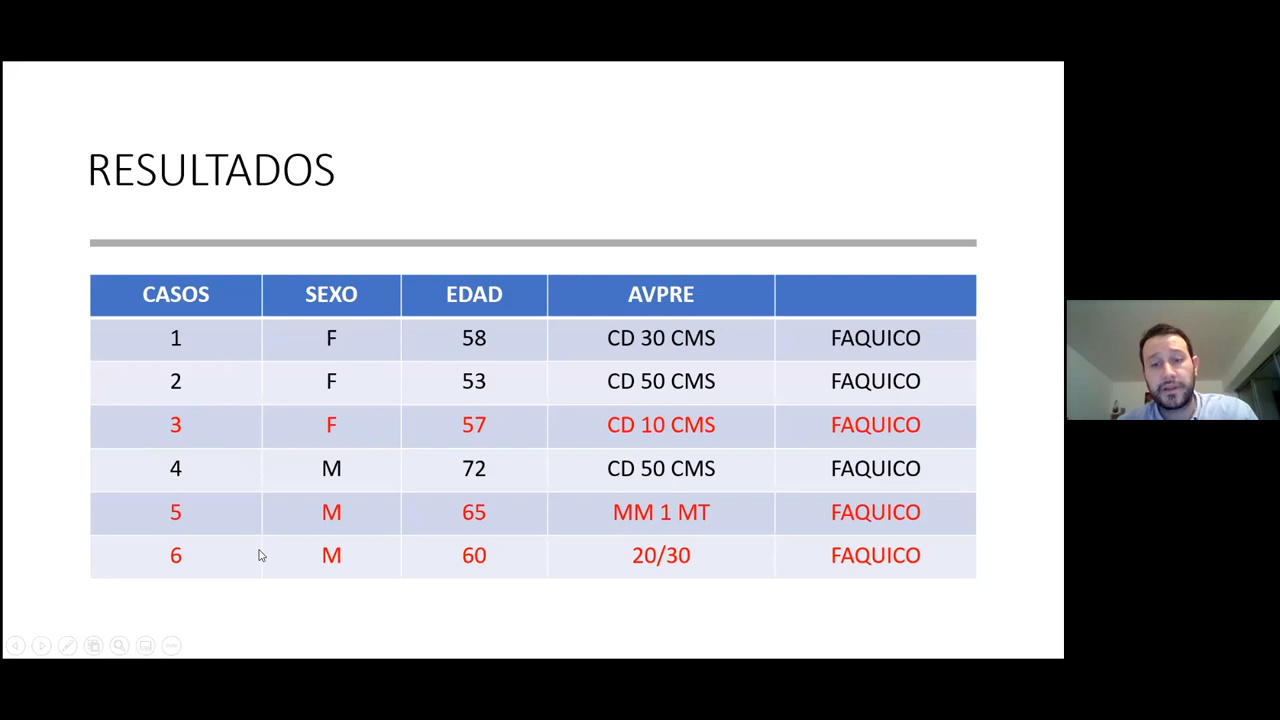 RESULTADOS
CASOS SEXO EDAD AVPRE
1 F 58 CD 30 CMS FAQUICO
2 F 53 CD 50 CMS FAQUICO
3 F 57 CD 10 CMS FAQUICO
4 M 72 CD 50 CMS FAQUICO
5 M 65 MM 1 MT FAQUICO
6 M 60 20/30 FAQUICO